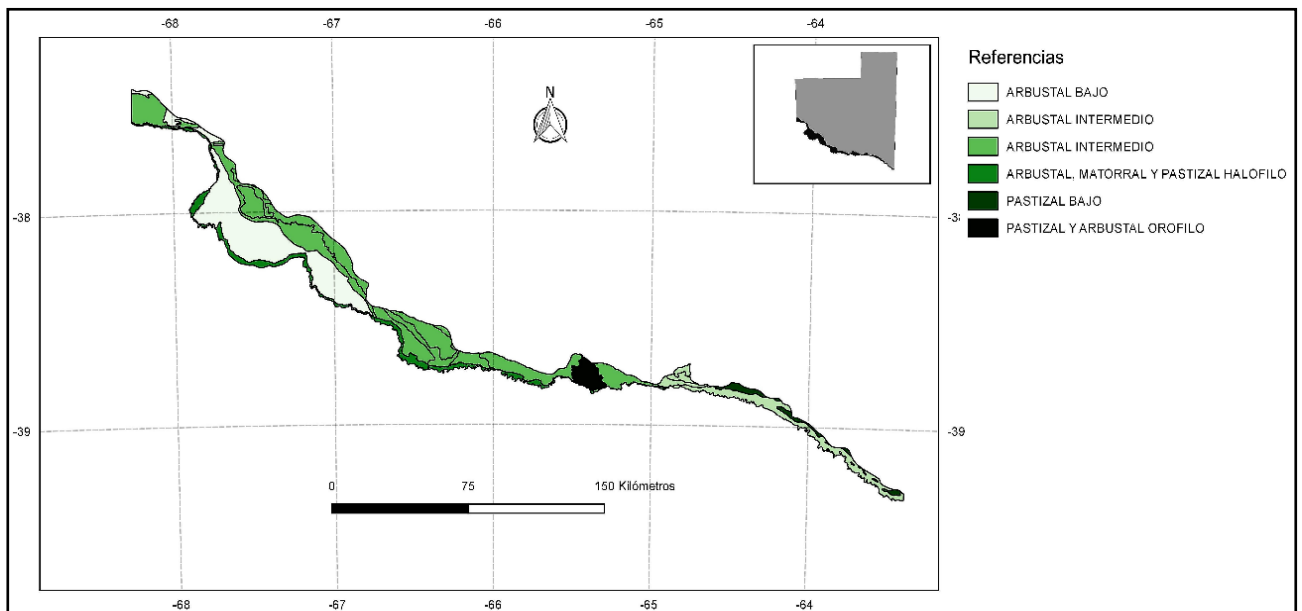 -68 -67 -66 -65 -64
Referencias
ARBUSTAL BAJO
ARBUSTAL INTERMEDIO
ARBUSTAL INTERMEDIO
ARBUSTAL, MATORRAL Y PASTIZAL HALOFILO
PASTIZAL BAJO
PASTIZAL Y ARBUSTAL OROFILO
N
-38 -38
-39 -39
0 75 150 Kilómetros
-68 -67 -66 -65 -64